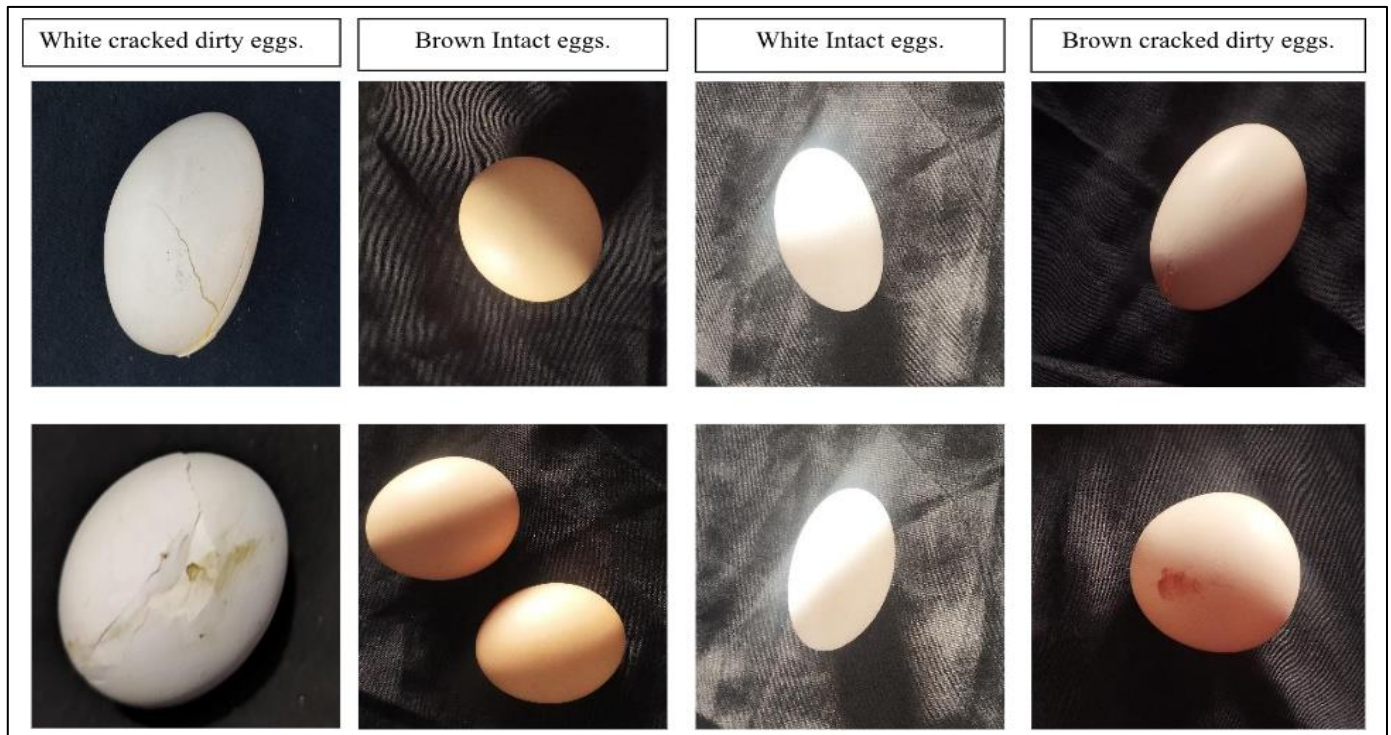 White cracked dirty eggs.
Brown Intact eggs.
White Intact eggs.
Brown cracked dirty eggs.